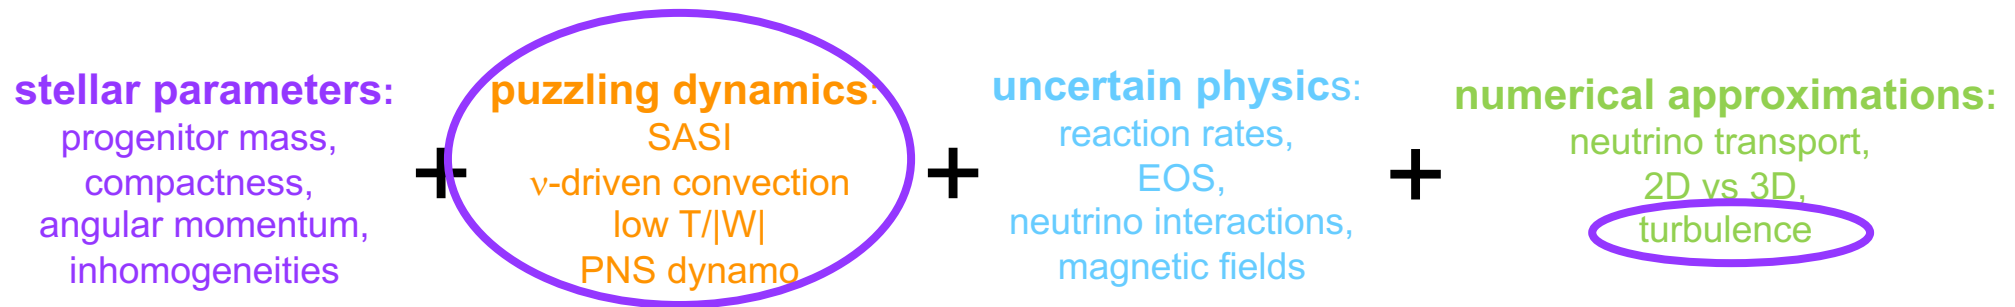 stellar parameters:
progenitor mass,
compactness,
angular momentum,
inhomogeneities
+
puzzling dynamics:
SASI
ν-driven convection
low T/|W|
PNS dynamo
+
uncertain physics:
reaction rates,
EOS,
neutrino interactions,
magnetic fields
+
numerical approximations:
neutrino transport,
2D vs 3D,
turbulence